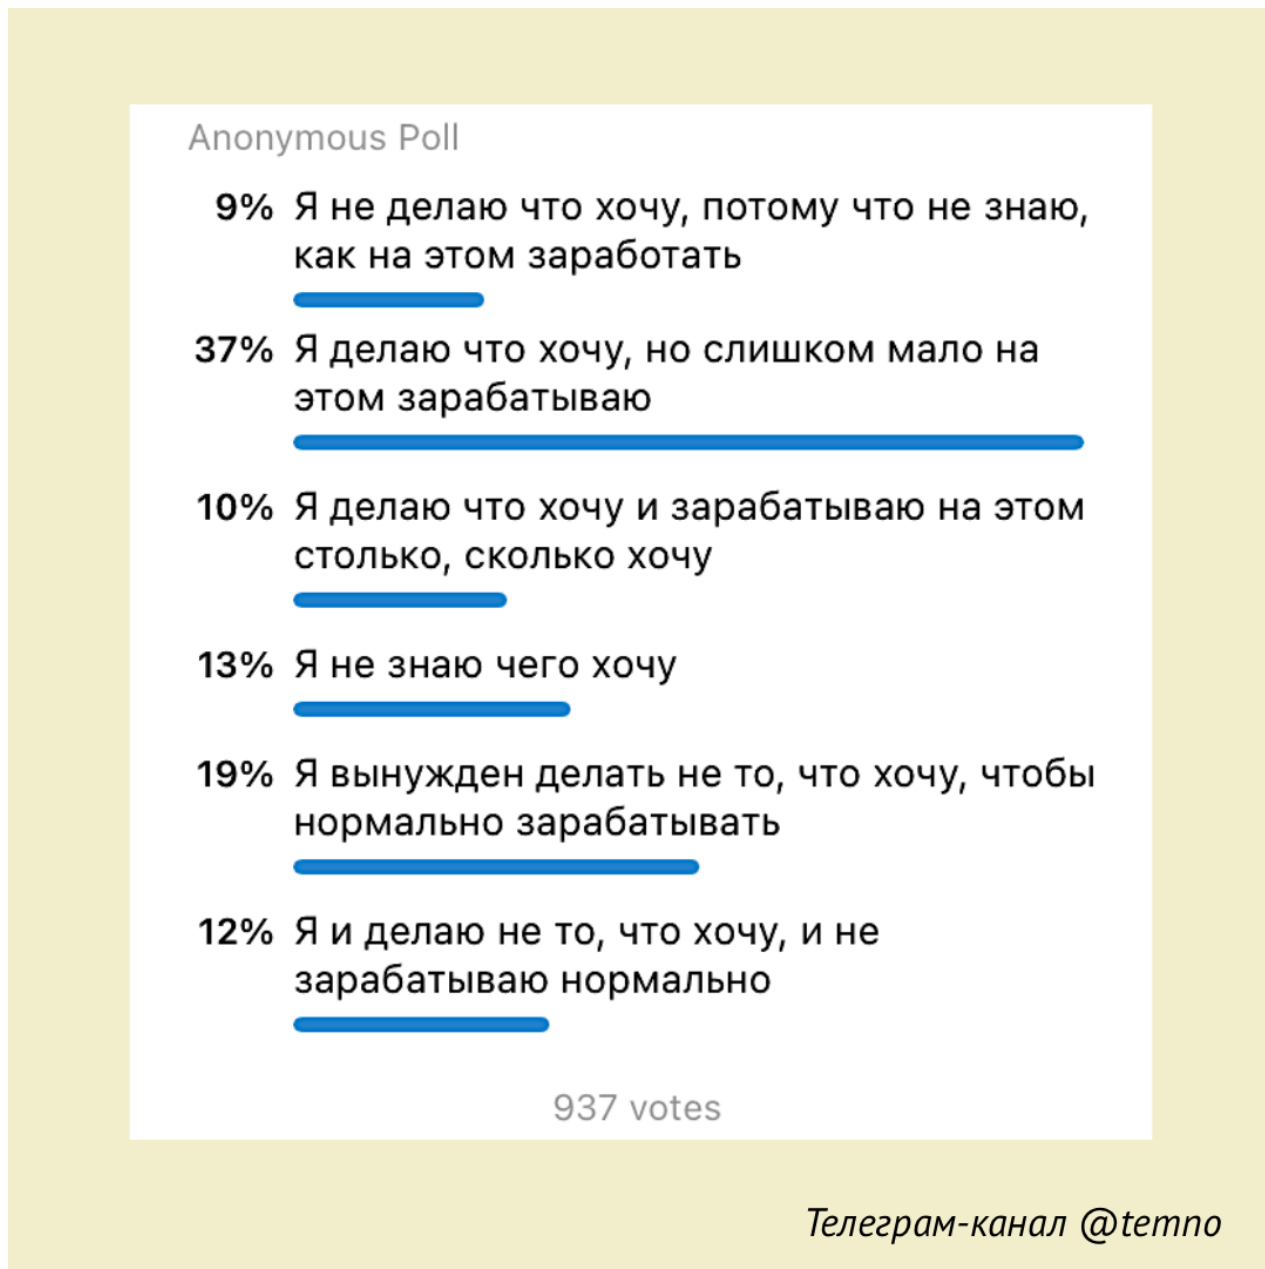 Anonymous Poll
9% Я не делаю что хочу, потому что не знаю,
как на этом заработать
37% Я делаю что хочу, но слишком мало на
этом зарабатываю
10% Я делаю что хочу и зарабатываю на этом
столько, сколько хочу
13% Я не знаю чего хочу
19% Я вынужден делать не то, что хочу, чтобы
нормально зарабатывать
12% Я и делаю не то, что хочу, и не
зарабатываю нормально
937 votes
Телеграм-канал @temno